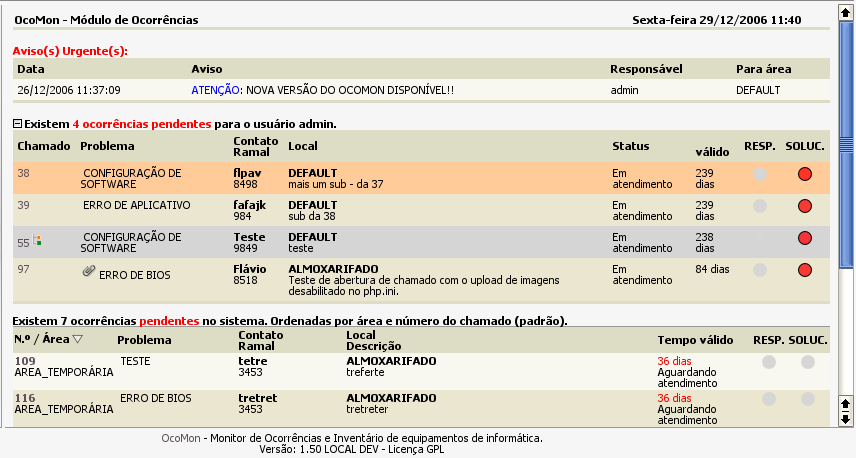 OcoMon - Módulo de Ocorrências Sexta-feira 29/12/2006 11:40
Aviso(s) Urgente(s):
Data Aviso Responsável Para área
26/12/2006 11:37:09 ATENÇÃO: NOVA VERSÃO DO OCOMON DISPONÍVEL!! admin DEFAULT
Existem 4 ocorrências pendentes para o usuário admin.
Chamado Problema Contato Local Status válido RESP. SOLUC.
Ramal
38 CONFIGURAÇÃO DE flpav DEFAULT Em 239
SOFTWARE 8498 mais um sub - da 37 atendimento dias
39 ERRO DE APLICATIVO fafajk DEFAULT Em 239
984 sub da 38 atendimento dias
55 CONFIGURAÇÃO DE Teste DEFAULT Em 238
SOFTWARE 9849 teste atendimento dias
97 ERRO DE BIOS Flávio ALMOXARIFADO Em 84 dias
8518 Teste de abertura de chamado com o upload de imagens atendimento
desabilitado no php.ini.
Existem 7 ocorrências pendentes no sistema. Ordenadas por área e número do chamado (padrão).
N.º / Área Problema Contato Local Tempo válido RESP. SOLUC.
Ramal Descrição
109 TESTE tetre ALMOXARIFADO 36 dias
AREA_TEMPORÁRIA 3453 treferte Aguardando
atendimento
116 ERRO DE BIOS tretret ALMOXARIFADO 36 dias
AREA_TEMPORÁRIA 3453 tretreter Aguardando
atendimento
OcoMon - Monitor de Ocorrências e Inventário de equipamentos de informática.
Versão: 1.50 LOCAL DEV - Licença GPL